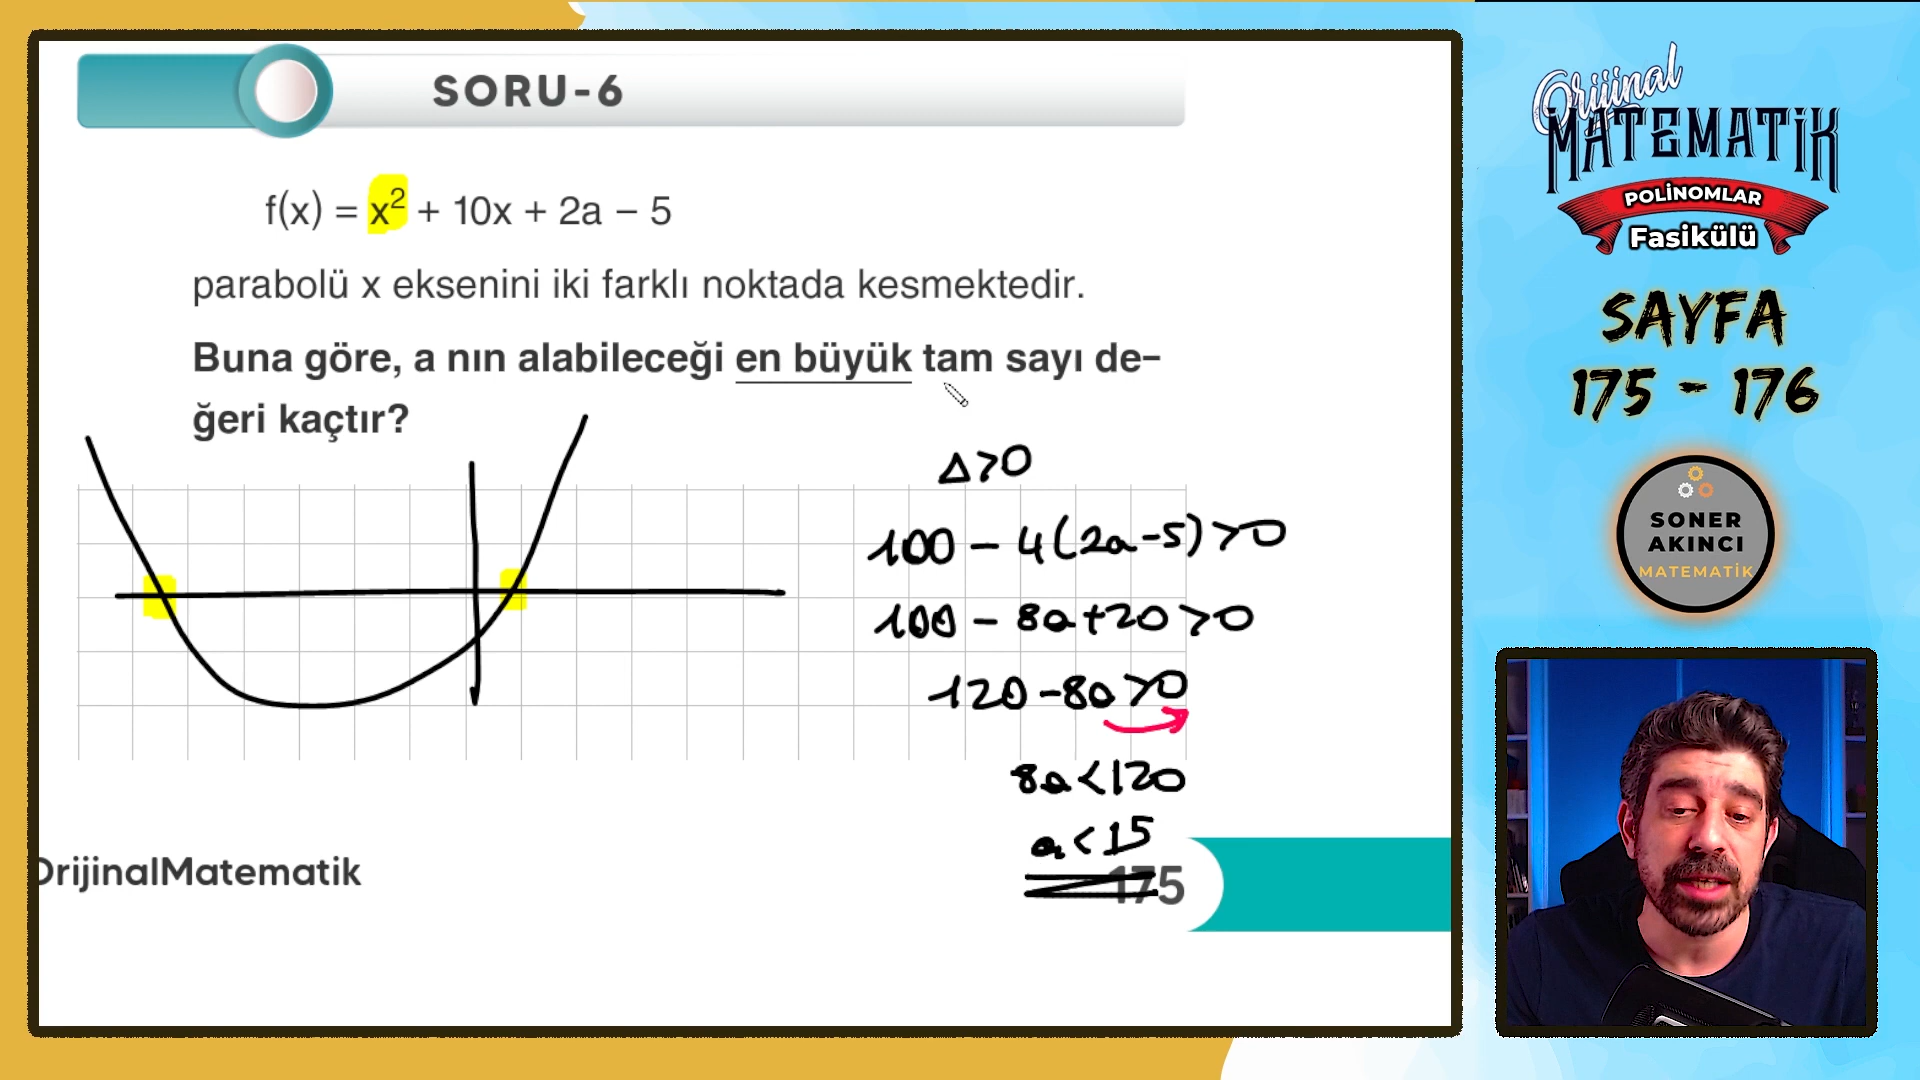 SORU-6
f(x) = x² + 10x + 2a – 5
parabolü x eksenini iki farklı noktada kesmektedir.
Buna göre, a nın alabileceği en büyük tam sayı de-
ğeri kaçtır?
Δ>0
100 - 4(2a-5)>0
100 - 8a+20>0
120-8a>0
8a<120
a<15
OrijinalMatematik
175
Orijinal
MATEMATİK
POLİNOMLAR
Fasikülü
SAYFA
175 - 176
SONER
AKINCI
MATEMATİK